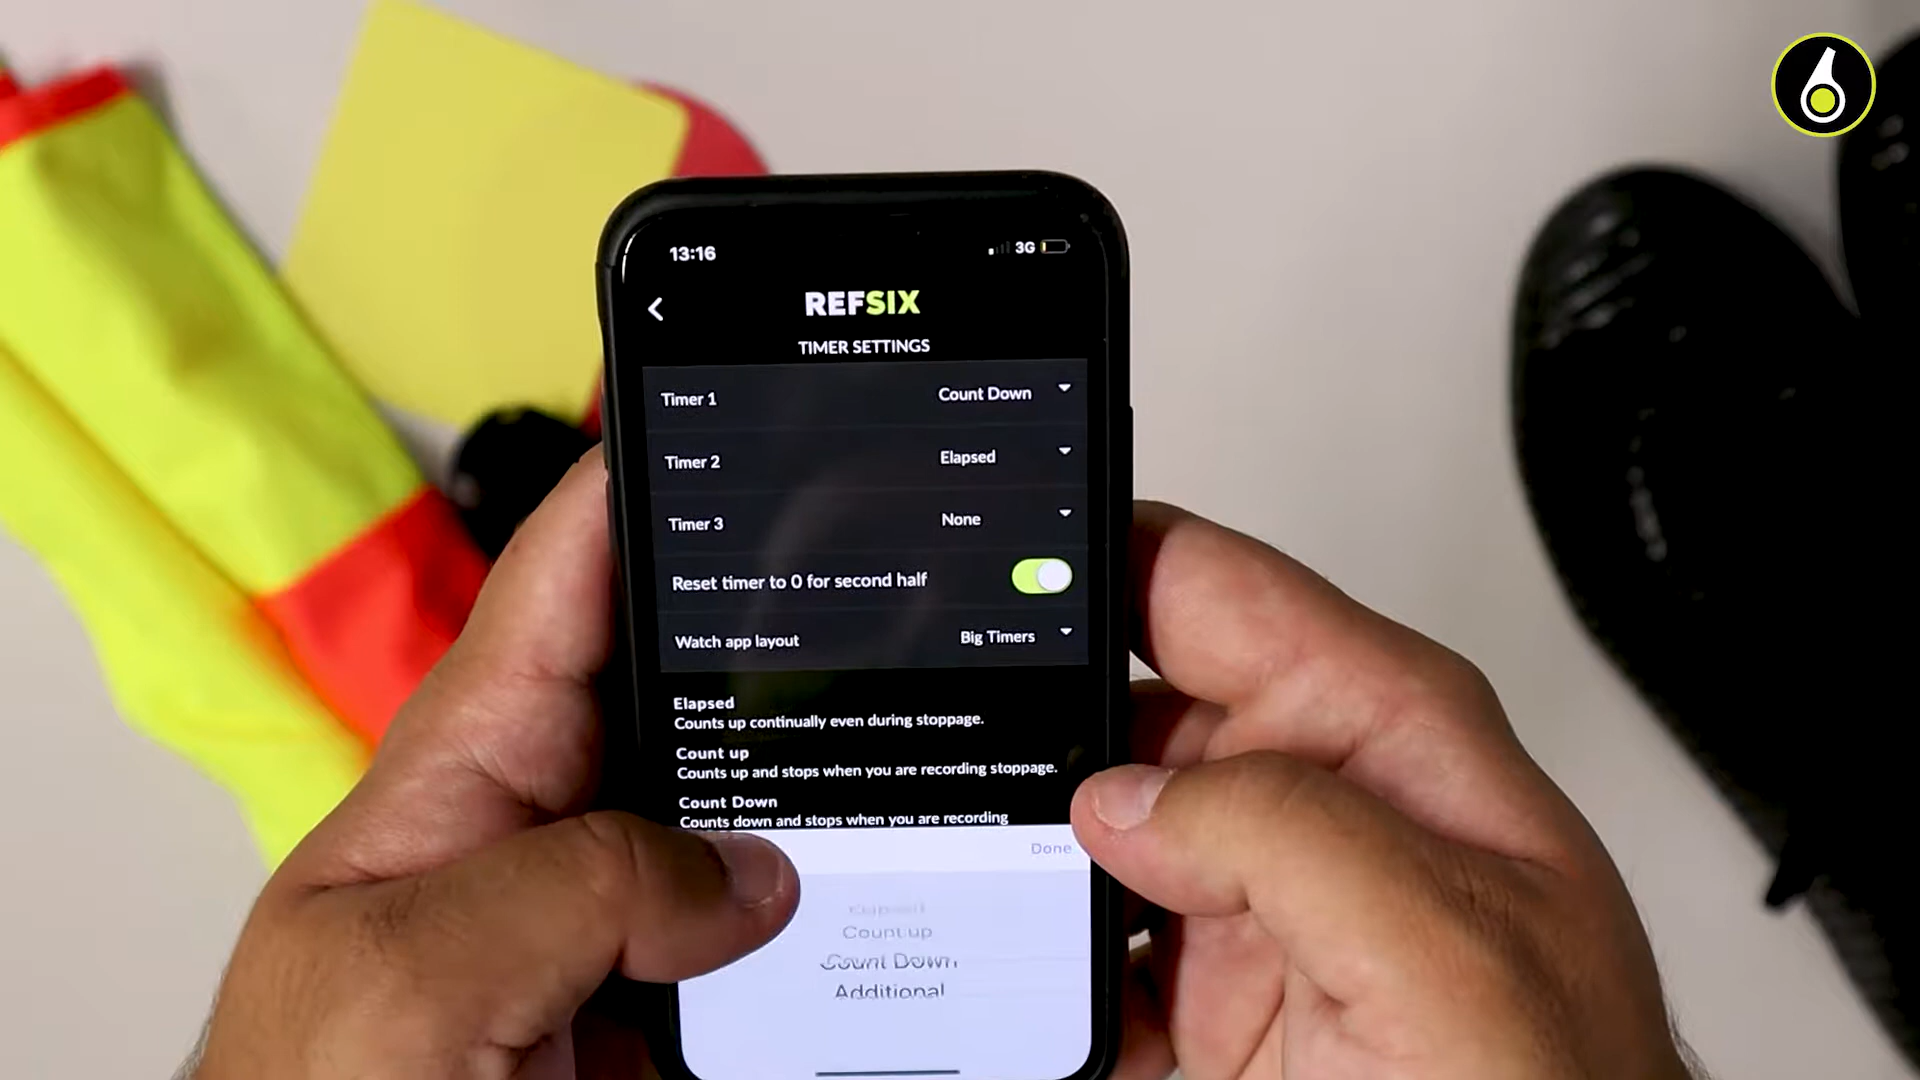 13:16
3G
REFSIX
TIMER SETTINGS
Timer 1 Count Down
Timer 2 Elapsed
Timer 3 None
Reset timer to 0 for second half
Watch app layout Big Timers
Elapsed
Counts up continually even during stoppage.
Count up
Counts up and stops when you are recording stoppage.
Count Down
Counts down and stops when you are recording
Done
Elapsed
Count up
Count Down
Additional